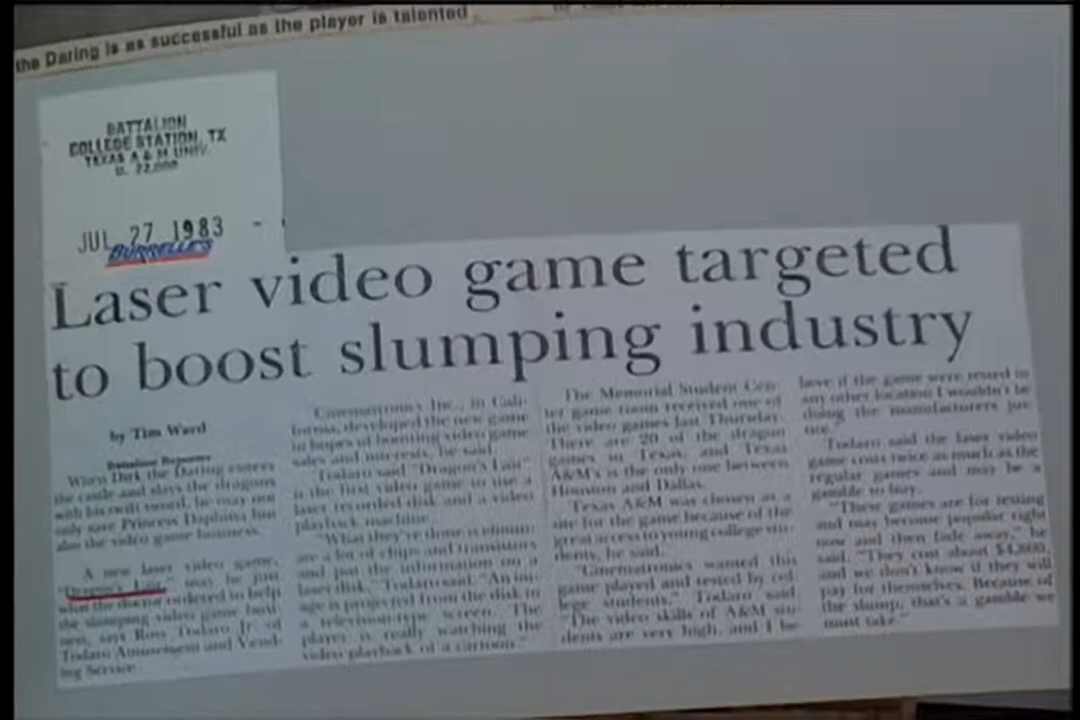 the Daring is as successful as the player is talented
BATTALION
COLLEGE STATION, TX
TEXAS A & M UNIV.
D. 22,000
JUL 27 1983
BURRELLE'S
Laser video game targeted
to boost slumping industry
by Tim Ward
Battalion Reporter
When Dirk the Daring enters
the castle and slays the dragons
with his swift sword, he may not
only save Princess Daphne but
also the video game business.
A new laser video game,
"Dragon's Lair," may be just
what the doctor ordered to help
the slumping video game busi-
ness, says Ross Todaro Jr. of
Todaro Amusement and Vend-
ing Service.
Cinematronics Inc., in Cali-
fornia, developed the new game
in hopes of boosting video game
sales and interests, he said.
Todaro said "Dragon's Lair"
is the first video game to use a
laser recorded disk and a video
playback machine.
"What they've done is elimin-
ate a lot of chips and transistors
and put the information on a
laser disk," Todaro said. "An im-
age is projected from the disk to
a television-type screen. The
player is really watching the
video playback of a cartoon."
The Memorial Student Cen-
ter game room received one of
the video games last Thursday.
There are 20 of the dragon
games in Texas, and Texas
A&M's is the only one between
Houston and Dallas.
Texas A&M was chosen as a
site for the game because of the
great access to young college stu-
dents, he said.
"Cinematronics wanted this
game played and tested by col-
lege students," Todaro said.
"The video skills of A&M stu-
dents are very high, and I be-
lieve if the game were tested in
any other location I wouldn't be
doing the manufacturers jus-
tice."
Todaro said the laser video
game costs twice as much as the
regular games and may be a
gamble to buy.
"These games are for testing
and may become popular right
now and then fade away," he
said. "They cost about $4,000,
and we don't know if they will
pay for themselves. Because of
the slump, that's a gamble we
must take."